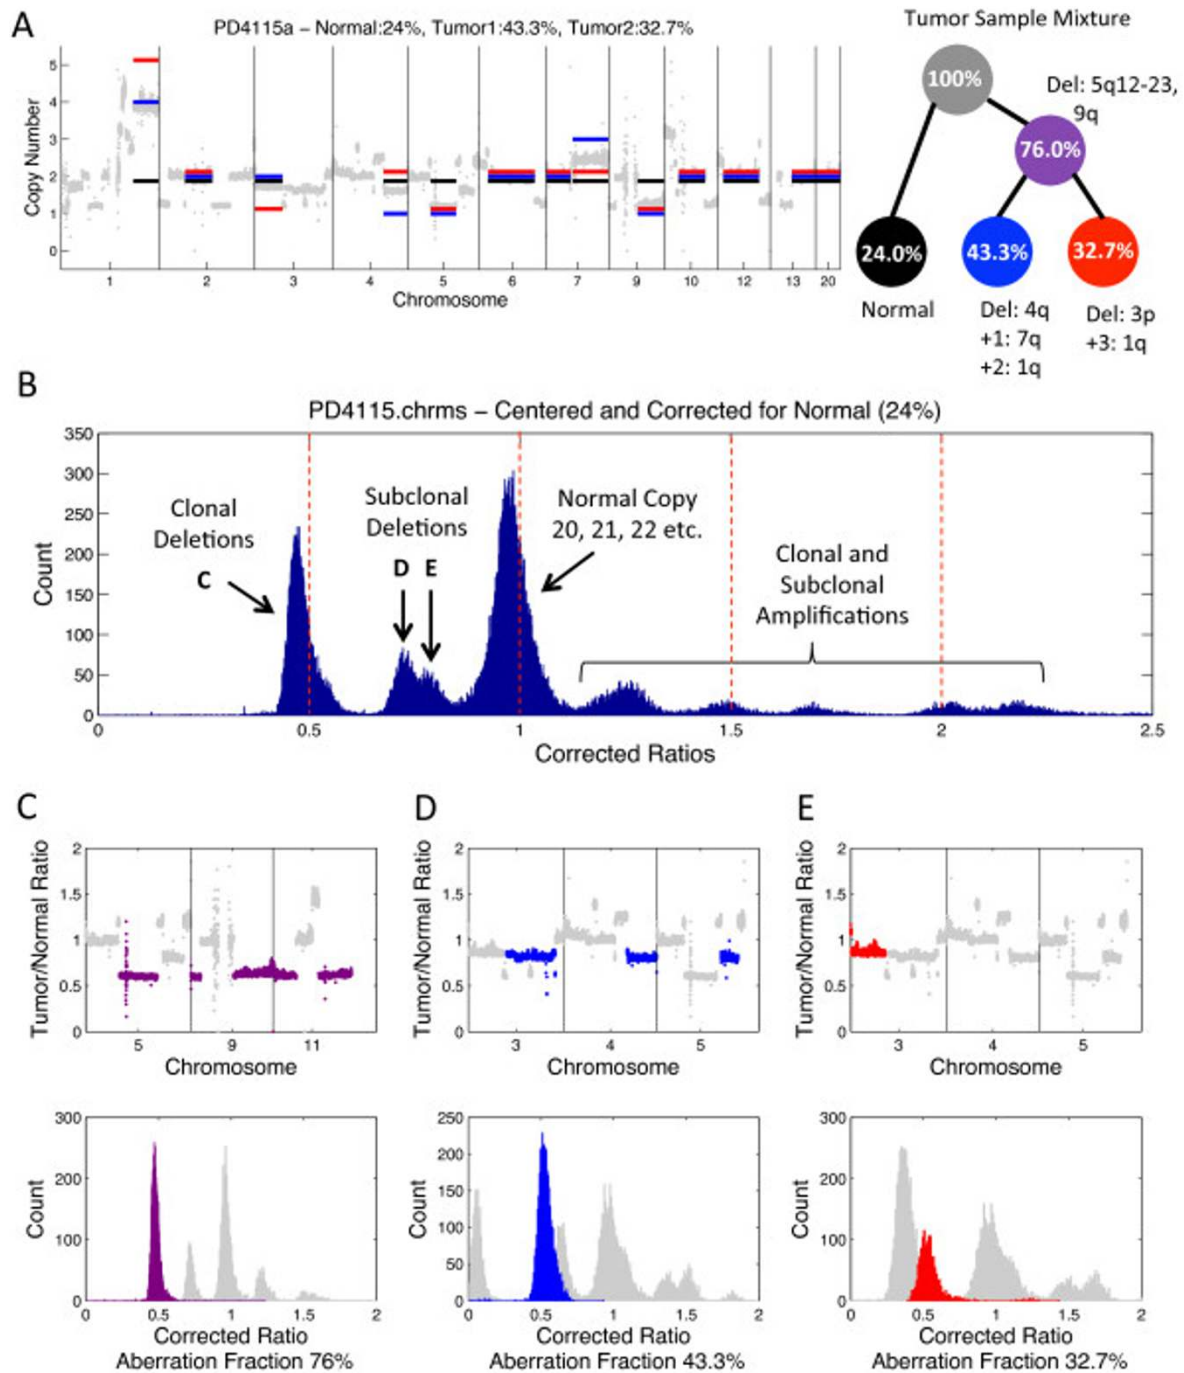 A
PD4115a – Normal:24%, Tumor1:43.3%, Tumor2:32.7%
Copy Number
5
4
3
2
1
0
1 2 3 4 5 6 7 9 10 12 13 20
Chromosome
Tumor Sample Mixture
100%
Del: 5q12-23,
9q
76.0%
24.0% 43.3% 32.7%
Normal
Del: 4q
+1: 7q
+2: 1q
Del: 3p
+3: 1q
B
PD4115.chrms – Centered and Corrected for Normal (24%)
Count
350
300
250
200
150
100
50
0
Clonal
Deletions
C
Subclonal
Deletions
D E
Normal Copy
20, 21, 22 etc.
Clonal and
Subclonal
Amplifications
0 0.5 1 1.5 2 2.5
Corrected Ratios
C
Tumor/Normal Ratio
2
1.5
1
0.5
0
5 9 11
Chromosome
Count
300
200
100
0
0 0.5 1 1.5 2
Corrected Ratio
Aberration Fraction 76%
D
Tumor/Normal Ratio
2
1.5
1
0.5
0
3 4 5
Chromosome
Count
250
200
150
100
50
0
0 0.5 1 1.5 2
Corrected Ratio
Aberration Fraction 43.3%
E
Tumor/Normal Ratio
2
1.5
1
0.5
0
3 4 5
Chromosome
Count
300
200
100
0
0 0.5 1 1.5 2
Corrected Ratio
Aberration Fraction 32.7%